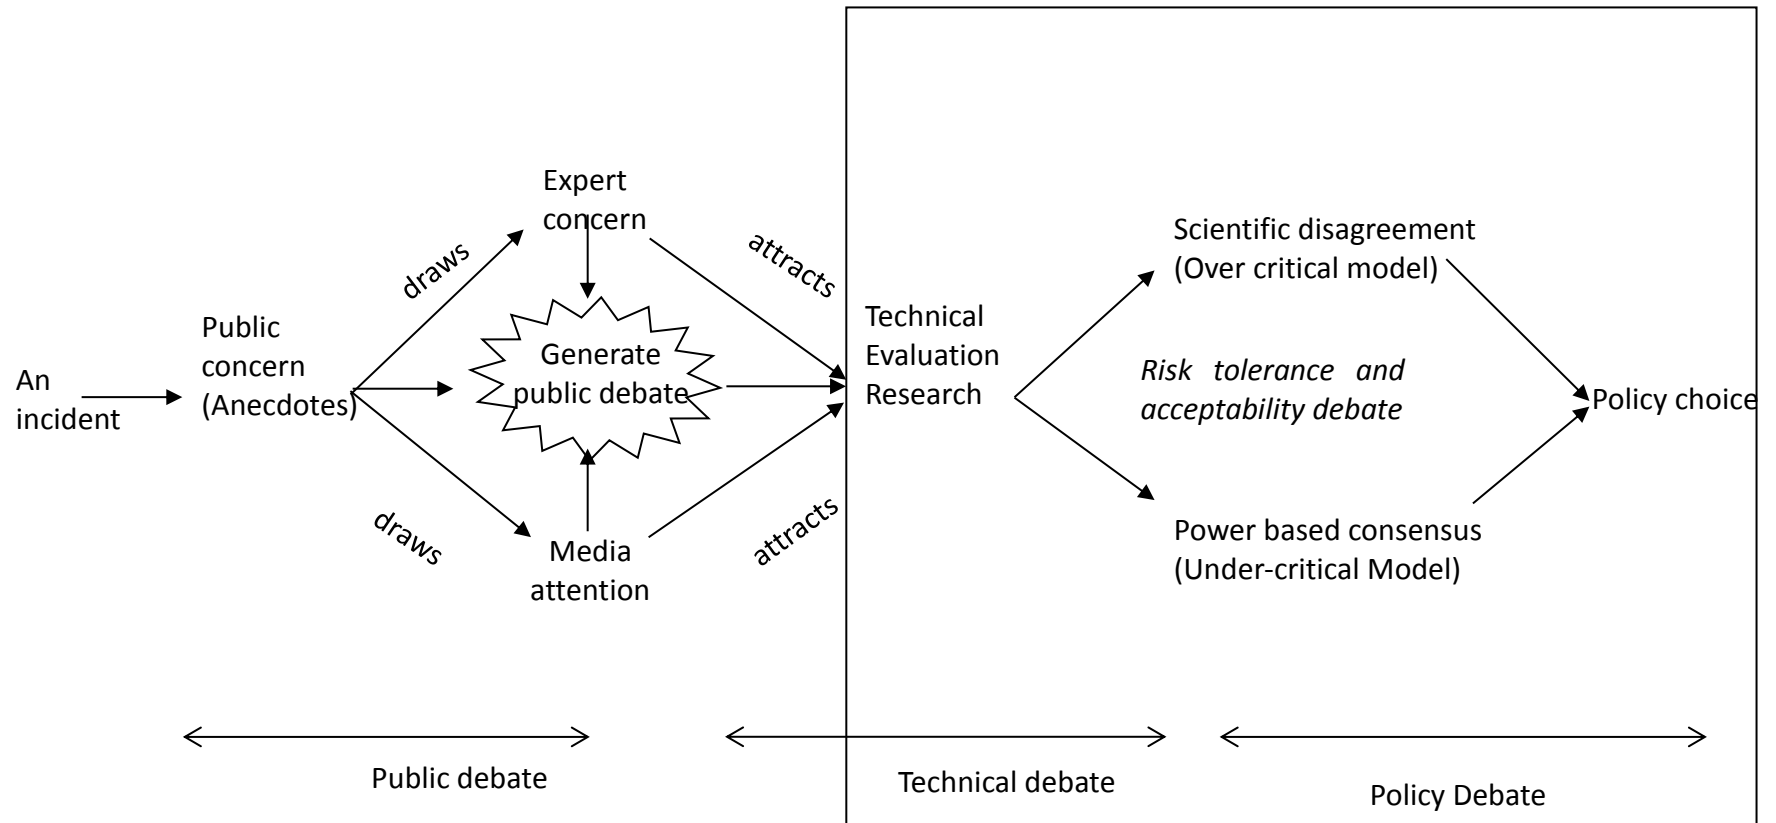 An
incident
Public
concern
(Anecdotes)
draws
draws
Expert
concern
Generate
public debate
Media
attention
attracts
attracts
Technical
Evaluation
Research
Scientific disagreement
(Over critical model)
Risk tolerance and
acceptability debate
Power based consensus
(Under-critical Model)
Policy choice
Public debate
Technical debate
Policy Debate